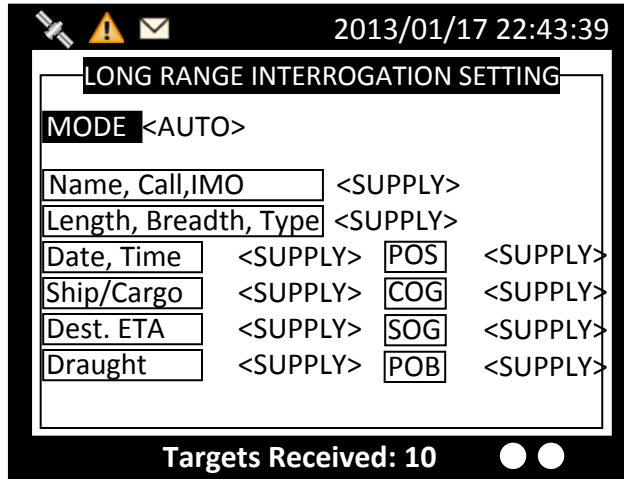 2013/01/17 22:43:39
LONG RANGE INTERROGATION SETTING
MODE <AUTO>
Name, Call,IMO <SUPPLY>
Length, Breadth, Type <SUPPLY>
Date, Time <SUPPLY> POS <SUPPLY>
Ship/Cargo <SUPPLY> COG <SUPPLY>
Dest. ETA <SUPPLY> SOG <SUPPLY>
Draught <SUPPLY> POB <SUPPLY>
Targets Received: 10